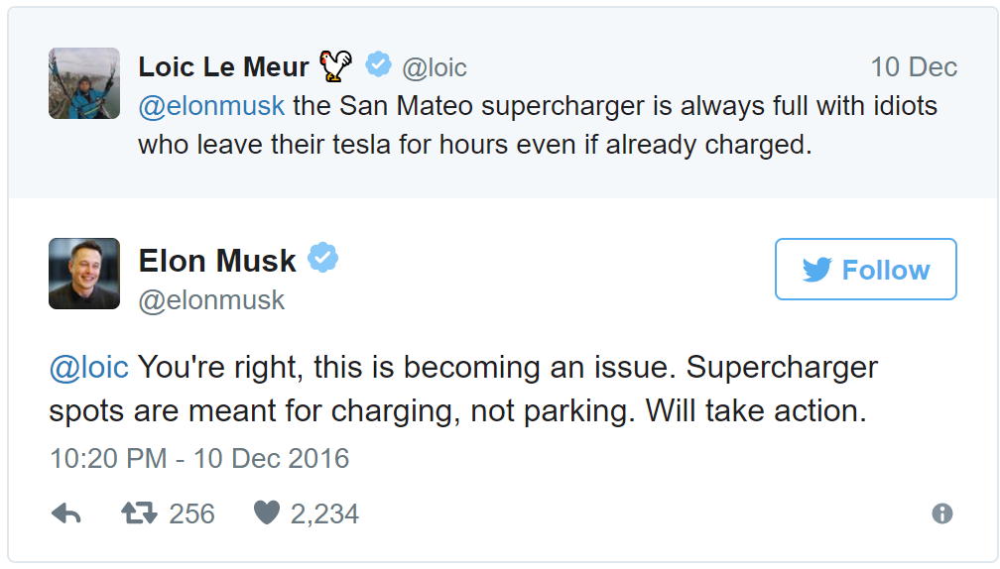 Loic Le Meur 🐓 @loic 10 Dec
@elonmusk the San Mateo supercharger is always full with idiots
who leave their tesla for hours even if already charged.
Elon Musk
Follow
@elonmusk
@loic You're right, this is becoming an issue. Supercharger
spots are meant for charging, not parking. Will take action.
10:20 PM - 10 Dec 2016
256 2,234